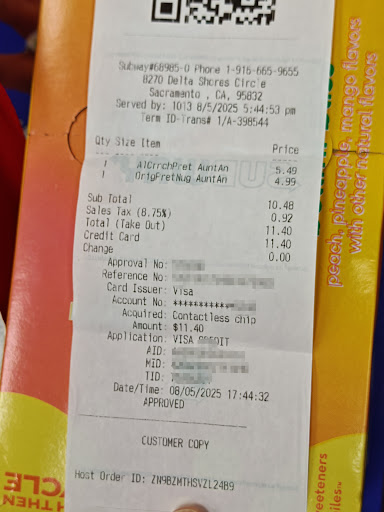 Subway#68985-0 Phone 1-916-665-9655
8270 Delta Shores Circle
Sacramento , CA, 95832
Served by: 1013 8/5/2025 5:44:53 pm
Term ID-Trans# 1/A-398544
Qty Size Item Price
1 A1CrrchPret AuntAn 5.49
1 OrigPretNug AuntAn 4.99
Sub Total 10.48
Sales Tax (8.75%) 0.92
Total (Take Out) 11.40
Credit Card 11.40
Change 0.00
Approval No:
Reference No:
Card Issuer: Visa
Account No: **********
Acquired: Contactless chip
Amount: $11.40
Application: VISA
AID:
MID:
TID:
Date/Time: 08/05/2025 17:44:32
APPROVED
CUSTOMER COPY
Host Order ID: ZN9BZMTHSVZL24B9
peach, pineapple, mango flavors
with other natural flavors